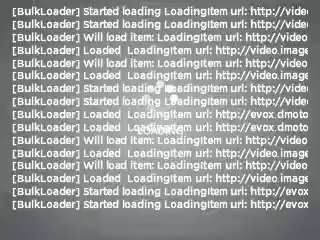 [BulkLoader] Started loading LoadingItem url: http://vide
[BulkLoader] Started loading LoadingItem url: http://vide
[BulkLoader] Will load item: LoadingItem url: http://video
[BulkLoader] Loaded LoadingItem url: http://video.image
[BulkLoader] Will load item: LoadingItem url: http://video
[BulkLoader] Loaded LoadingItem url: http://video.image
[BulkLoader] Started loading LoadingItem url: http://vide
[BulkLoader] Started loading LoadingItem url: http://vide
[BulkLoader] Loaded LoadingItem url: http://evox.dmoto
[BulkLoader] Loaded LoadingItem url: http://evox.dmoto
LOADING
[BulkLoader] Will load item: LoadingItem url: http://video
[BulkLoader] Loaded LoadingItem url: http://video.image
[BulkLoader] Will load item: LoadingItem url: http://video
[BulkLoader] Loaded LoadingItem url: http://video.image
[BulkLoader] Started loading LoadingItem url: http://evox
[BulkLoader] Started loading LoadingItem url: http://evox